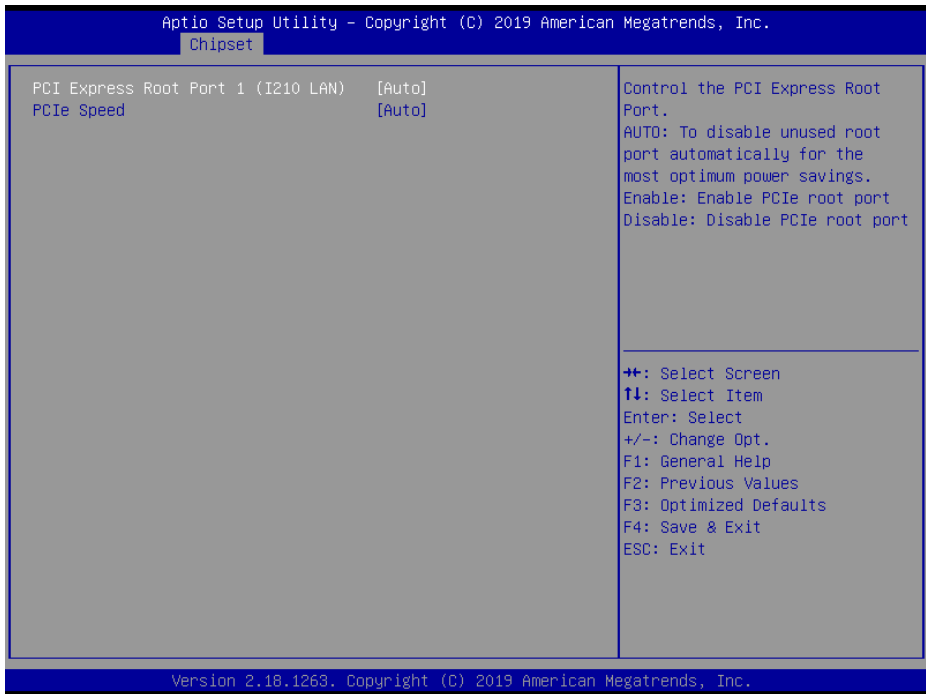 Aptio Setup Utility – Copyright (C) 2019 American Megatrends, Inc.
Chipset
PCI Express Root Port 1 (I210 LAN) [Auto]
PCIe Speed [Auto]
Control the PCI Express Root
Port.
AUTO: To disable unused root
port automatically for the
most optimum power savings.
Enable: Enable PCIe root port
Disable: Disable PCIe root port
→←: Select Screen
↑↓: Select Item
Enter: Select
+/-: Change Opt.
F1: General Help
F2: Previous Values
F3: Optimized Defaults
F4: Save & Exit
ESC: Exit
Version 2.18.1263. Copyright (C) 2019 American Megatrends, Inc.